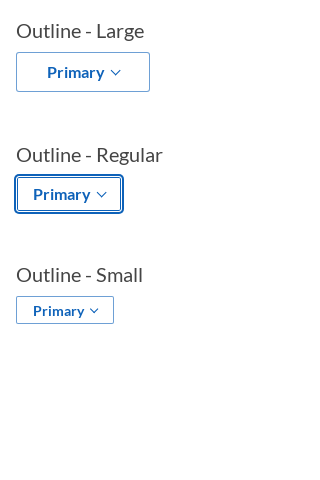 Outline - Large
Primary
Outline - Regular
Primary
Outline - Small
Primary